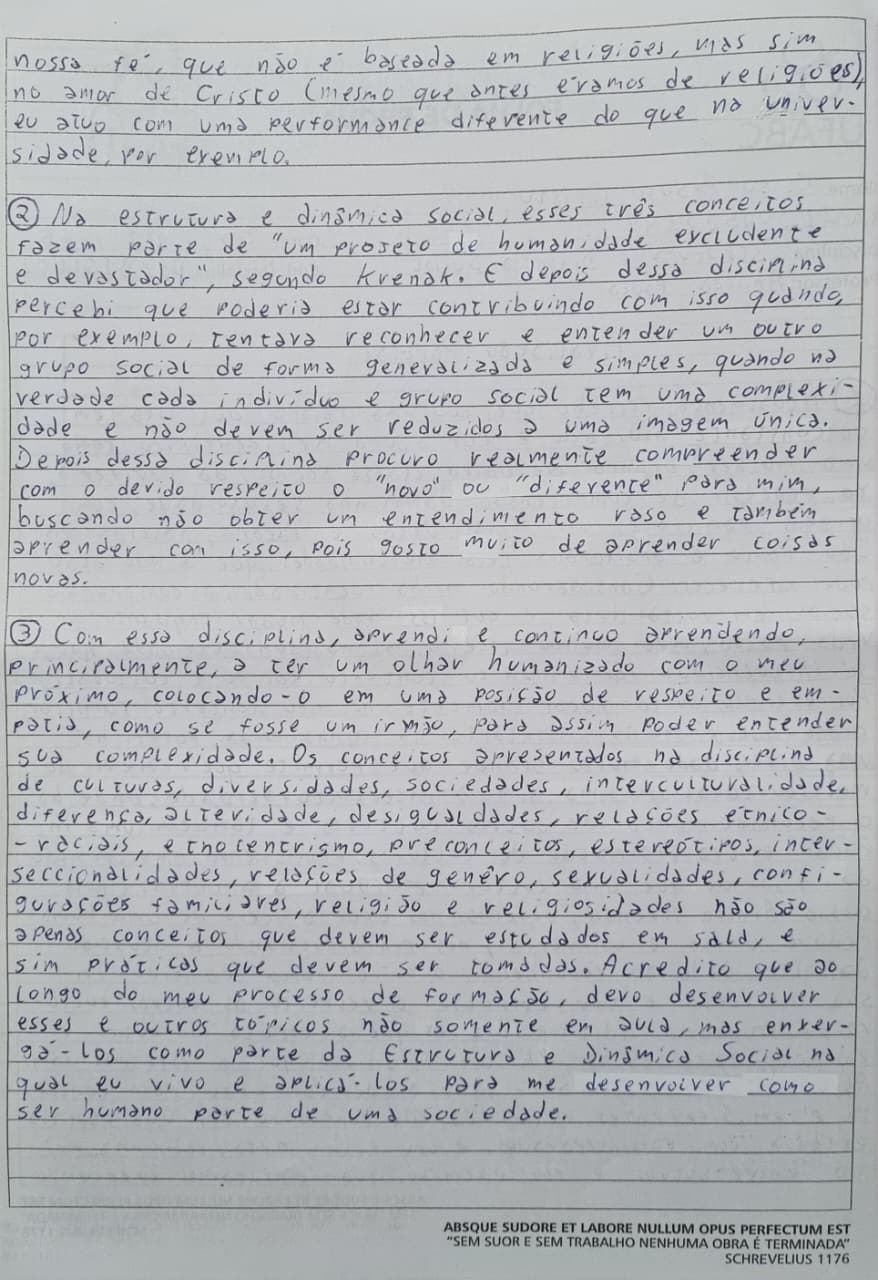 nossa fé, que não é baseada em religiões, mas sim
no amor de Cristo (mesmo que antes éramos de religiões),
eu atuo com uma performance diferente do que na univer-
sidade, por exemplo.
② Na estrutura e dinâmica social, esses três conceitos
fazem parte de "um projeto de humanidade excludente
e devastador", segundo Krenak. E depois dessa disciplina
percebi que poderia estar contribuindo com isso quando,
por exemplo, tentava reconhecer e entender um outro
grupo social de forma generalizada e simples, quando na
verdade cada indivíduo e grupo social tem uma complexi-
dade e não devem ser reduzidos a uma imagem única.
Depois dessa disciplina procuro realmente compreender
com o devido respeito o "novo" ou "diferente" para mim,
buscando não obter um entendimento raso e também
aprender com isso, pois gosto muito de aprender coisas
novas.
③ Com essa disciplina, aprendi e continuo aprendendo,
principalmente, a ter um olhar humanizado com o meu
próximo, colocando-o em uma posição de respeito e em-
patia, como se fosse um irmão, para assim poder entender
sua complexidade. Os conceitos apresentados na disciplina
de culturas, diversidades, sociedades, interculturalidade,
diferença, alteridade, desigualdades, relações étnico-
-raciais, etnocentrismo, preconceitos, estereótipos, inter-
seccionalidades, relações de genêro, sexualidades, confi-
gurações familiares, religião e religiosidades não são
apenas conceitos que devem ser estudados em sala, e
sim práticas que devem ser tomadas. Acredito que ao
longo do meu processo de formação, devo desenvolver
esses e outros tópicos não somente em aula, mas enxer-
gá-los como parte da Estrutura e Dinâmica Social na
qual eu vivo e aplicá-los para me desenvolver como
ser humano parte de uma sociedade.
ABSQUE SUDORE ET LABORE NULLUM OPUS PERFECTUM EST
"SEM SUOR E SEM TRABALHO NENHUMA OBRA É TERMINADA"
SCHREVELIUS 1176